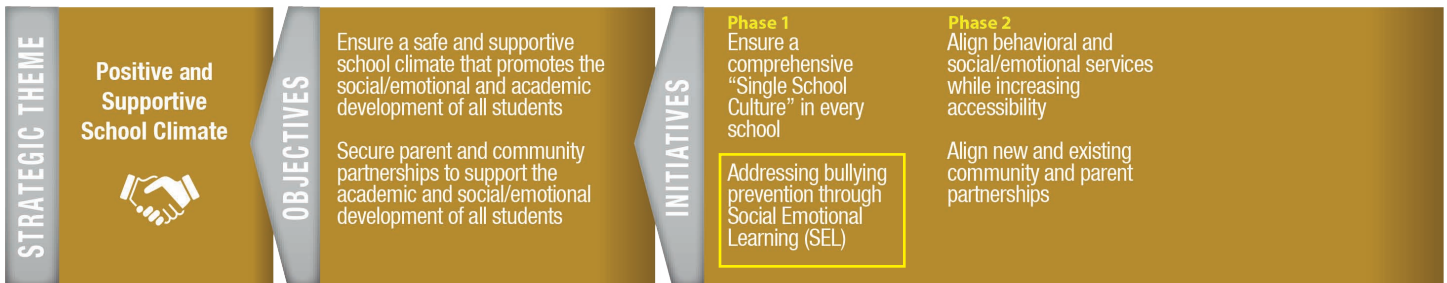 STRATEGIC THEME
Positive and
Supportive
School Climate
OBJECTIVES
Ensure a safe and supportive
school climate that promotes the
social/emotional and academic
development of all students
Secure parent and community
partnerships to support the
academic and social/emotional
development of all students
INITIATIVES
Phase 1
Ensure a
comprehensive
“Single School
Culture” in every
school
Addressing bullying
prevention through
Social Emotional
Learning (SEL)
Phase 2
Align behavioral and
social/emotional services
while increasing
accessibility
Align new and existing
community and parent
partnerships